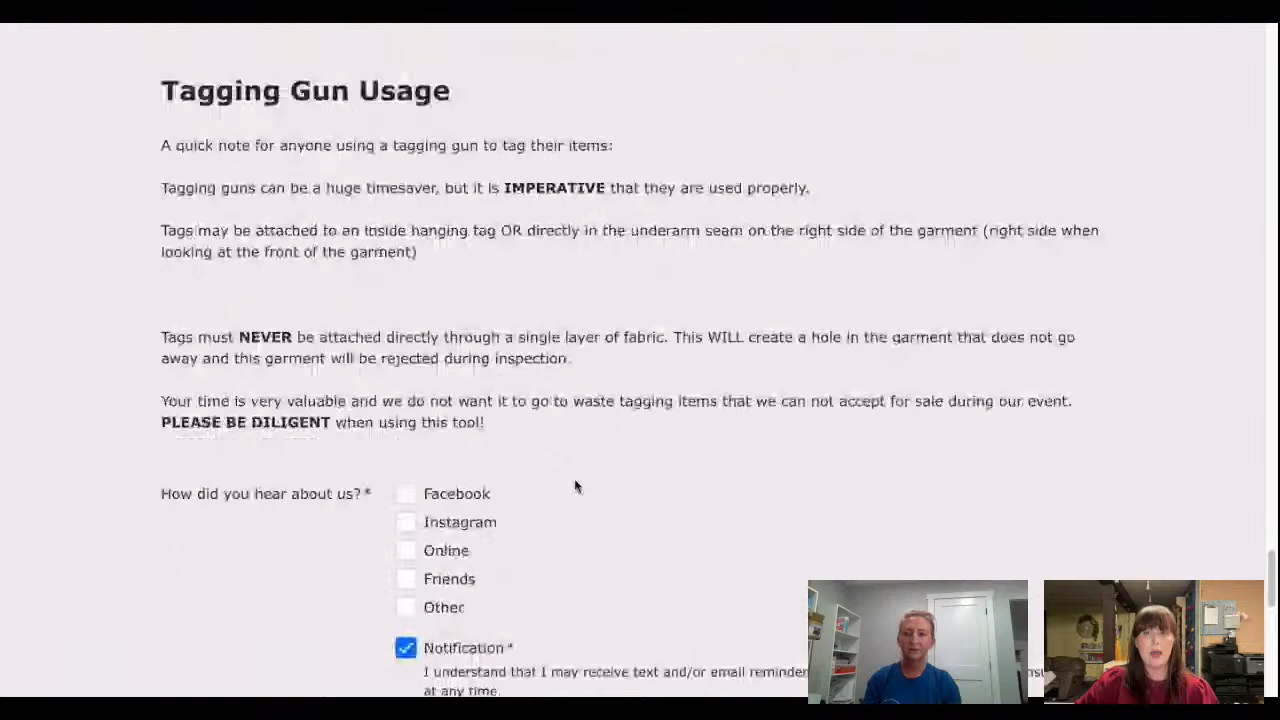 Tagging Gun Usage
A quick note for anyone using a tagging gun to tag their items:
Tagging guns can be a huge timesaver, but it is IMPERATIVE that they are used properly.
Tags may be attached to an inside hanging tag OR directly in the underarm seam on the right side of the garment (right side when
looking at the front of the garment)
Tags must NEVER be attached directly through a single layer of fabric. This WILL create a hole in the garment that does not go
away and this garment will be rejected during inspection.
Your time is very valuable and we do not want it to go to waste tagging items that we can not accept for sale during our event.
PLEASE BE DILIGENT when using this tool!
How did you hear about us? *
Facebook
Instagram
Online
Friends
Other
Notification *
I understand that I may receive text and/or email
at any time.